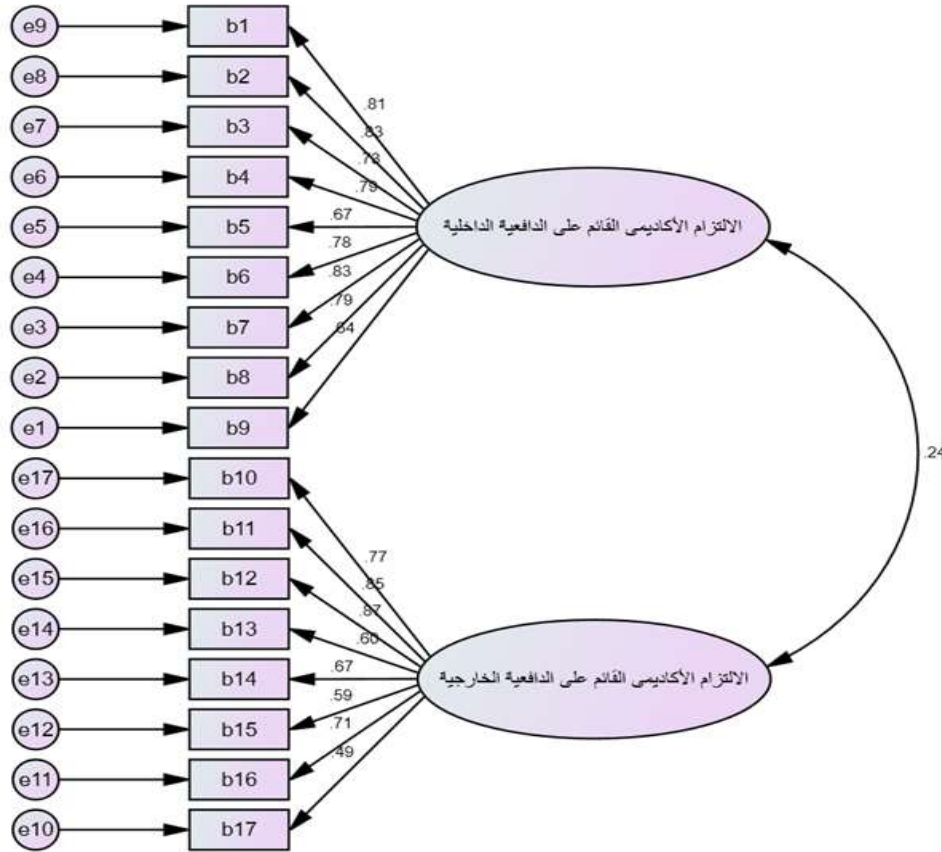 e9
b1
e8
b2
e7
b3
e6
b4
e5
b5
e4
b6
e3
b7
e2
b8
e1
b9
.81
.83
.73
.79
.67
.78
.83
.79
.64
الالتزام الأكاديمى القائم على الدافعية الداخلية
.24
e17
b10
e16
b11
e15
b12
e14
b13
e13
b14
e12
b15
e11
b16
e10
b17
.77
.85
.87
.60
.67
.59
.71
.49
الالتزام الأكاديمى القائم على الدافعية الخارجية